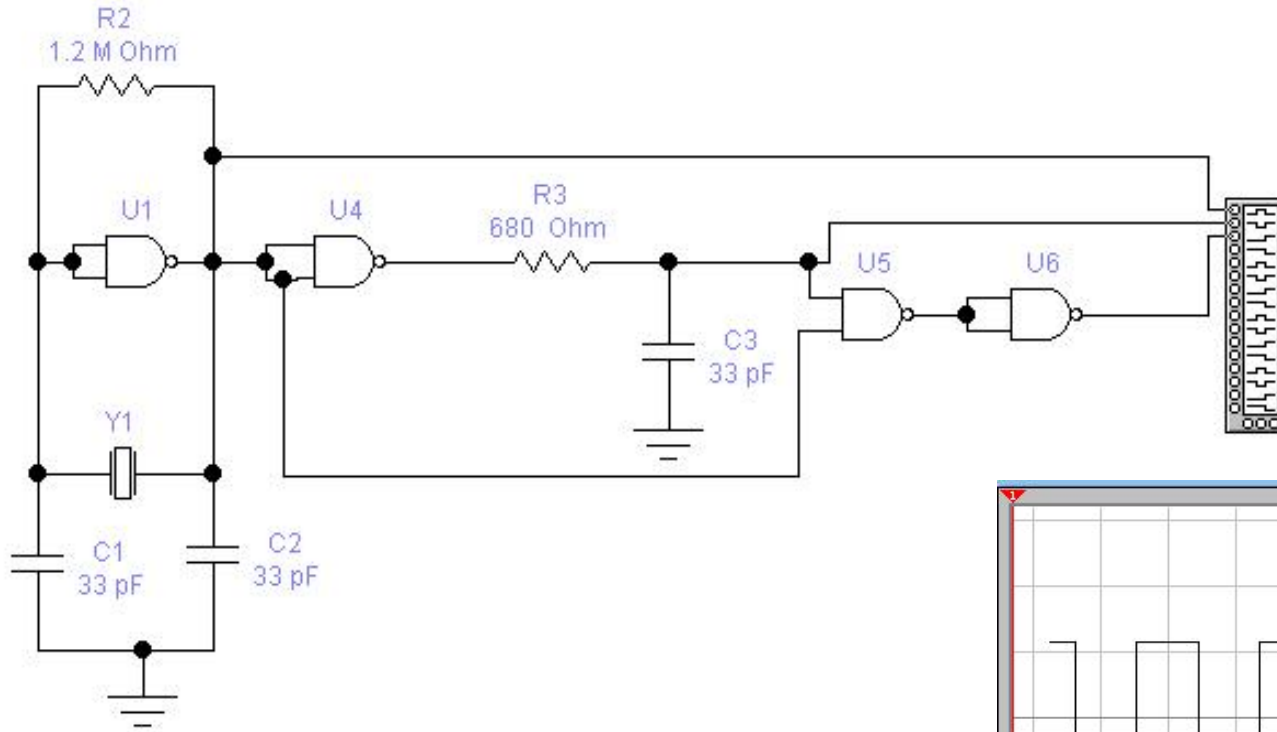 R2
1.2 M Ohm
U1
U4
R3
680 Ohm
U5
U6
C3
33 pF
Y1
C1
33 pF
C2
33 pF
1